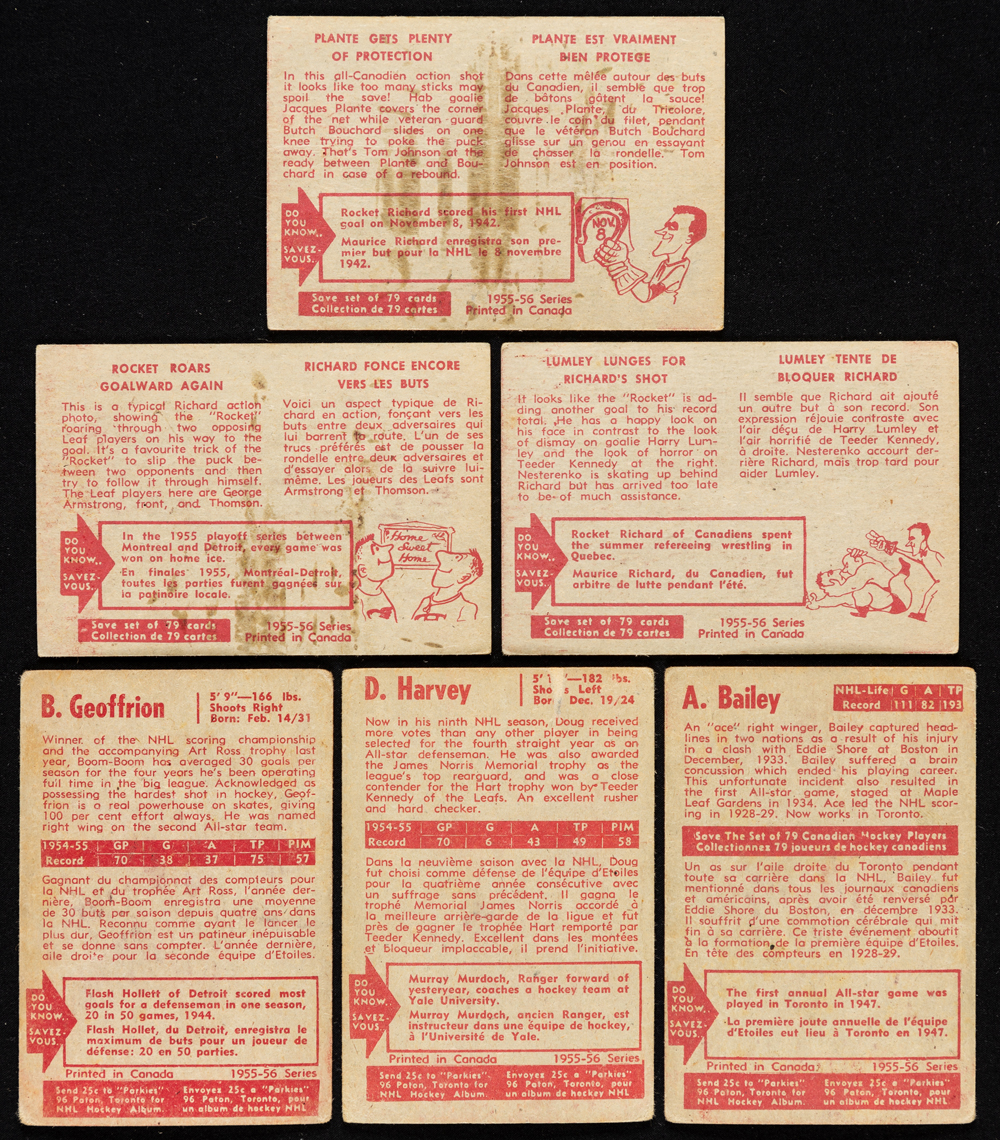 PLANTE GETS PLENTY
OF PROTECTION
In this all-Canadien action shot
it looks like too many sticks may
spoil the save! Hab goalie
Jacques Plante covers the corner
of the net while veteran guard
Butch Bouchard slides on one
knee trying to poke the puck
away. That's Tom Johnson at the
ready between Plante and Bou-
chard in case of a rebound.
PLANTE EST VRAIMENT
BIEN PROTEGE
Dans cette mêlée autour des buts
du Canadien, il semble que trop
de bâtons gâtent la sauce!
Jacques Plante, du Tricolore,
couvre le coin du filet, pendant
que le vétéran Butch Bouchard
glisse sur un genou en essayant
de chasser la rondelle. Tom
Johnson est en position.
DO
YOU
KNOW..
SAVEZ-
VOUS.
Rocket Richard scored his first NHL
goal on November 8, 1942.
Maurice Richard enregistra son pre-
mier but pour la NHL le 8 novembre
1942.
NOV.
8
Save set of 79 cards
Collection de 79 cartes
1955-56 Series
Printed in Canada
ROCKET ROARS
GOALWARD AGAIN
This is a typical Richard action
photo, showing the "Rocket"
roaring through two opposing
Leaf players on his way to the
goal. It's a favourite trick of the
"Rocket" to slip the puck be-
tween two opponents and then
try to follow it through himself.
The Leaf players here are George
Armstrong, front, and Thomson.
RICHARD FONCE ENCORE
VERS LES BUTS
Voici un aspect typique de Ri-
chard en action, fonçant vers les
buts entre deux adversaires qui
lui barrent la route. L'un de ses
trucs préférés est de pousser la
rondelle entre deux adversaires et
d'essayer alors de la suivre lui-
même. Les joueurs des Leafs sont
Armstrong et Thomson.
DO
YOU
KNOW..
SAVEZ-
VOUS.
In the 1955 playoff series between
Montreal and Detroit, every game was
won on home ice.
En finales 1955, Montréal-Detroit,
toutes les parties furent gagnées sur
la patinoire locale.
Home
Sweet
Home
Save set of 79 cards
Collection de 79 cartes
1955-56 Series
Printed in Canada
LUMLEY LUNGES FOR
RICHARD'S SHOT
It looks like the "Rocket" is ad-
ding another goal to his record
total. He has a happy look on
his face in contrast to the look
of dismay on goalie Harry Lum-
ley and the look of horror on
Teeder Kennedy at the right.
Nesterenko is skating up behind
Richard but has arrived too late
to be of much assistance.
LUMLEY TENTE DE
BLOQUER RICHARD
Il semble que Richard ait ajouté
un autre but à son record. Son
expression réjouie contraste avec
l'air déçu de Harry Lumley et
l'air horrifié de Teeder Kennedy,
à droite. Nesterenko accourt der-
rière Richard, mais trop tard pour
aider Lumley.
DO
YOU
KNOW..
SAVEZ-
VOUS.
Rocket Richard of Canadiens spent
the summer refereeing wrestling in
Quebec.
Maurice Richard, du Canadien, fut
arbitre de lutte pendant l'été.
Save set of 79 cards
Collection de 79 cartes
1955-56 Series
Printed in Canada
B. Geoffrion
5' 9"—166 lbs.
Shoots Right
Born: Feb. 14/31
Winner of the NHL scoring championship
and the accompanying Art Ross trophy last
year, Boom-Boom has averaged 30 goals per
season for the four years he's been operating
full time in the big league. Acknowledged as
possessing the hardest shot in hockey, Geof-
frion is a real powerhouse on skates, giving
100 per cent effort always. He was named
right wing on the second All-star team.
1954-55 GP G A TP PIM
Record 70 38 37 75 57
Gagnant du championnat des compteurs pour
la NHL et du trophée Art Ross, l'année der-
nière, Boom-Boom enregistra une moyenne
de 30 buts par saison depuis quatre ans dans
la NHL. Reconnu comme ayant le lancer le
plus dur, Geoffrion est un patineur inépuisable
et se donne sans compter. L'année dernière,
aile droite pour la seconde équipe d'Etoiles.
DO
YOU
KNOW..
SAVEZ-
VOUS.
Flash Hollett of Detroit scored most
goals for a defenseman in one season,
20 in 50 games, 1944.
Flash Hollet, du Detroit, enregistra le
maximum de buts pour un joueur de
défense: 20 en 50 parties.
Printed in Canada 1955-56 Series
Send 25c to "Parkies"
96 Paton, Toronto for
NHL Hockey Album.
Envoyez 25c a "Parkies"
96 Paton, Toronto, pour
un album de hockey NHL
D. Harvey
—182 lbs.
Shoots Left
Born Dec. 19/24
Now in his ninth NHL season, Doug received
more votes than any other player in being
selected for the fourth straight year as an
All-star defenseman. He was also awarded
the James Norris Memorial trophy as the
league's top rearguard, and was a close
contender for the Hart trophy won by Teeder
Kennedy of the Leafs. An excellent rusher
and hard checker.
1954-55 GP G A TP PIM
Record 70 6 43 49 58
Dans la neuvième saison avec la NHL, Doug
fut choisi comme défense de l'équipe d'Etoiles
pour la quatrième année consécutive avec
un suffrage sans précédent. Il gagna le
trophé Memorial James Norris accordé à
la meilleure arrière-garde de la ligue et fut
près de gagner le trophé Hart remporté par
Teeder Kennedy. Excellent dans les montées
et bloqueur implaccable, il prend l'initiative.
DO
YOU
KNOW..
SAVEZ-
VOUS.
Murray Murdoch, Ranger forward of
yesteryear, coaches a hockey team at
Yale University.
Murray Murdoch, ancien Ranger, est
instructeur dans une équipe de hockey,
à l'Université de Yale.
Printed in Canada 1955-56 Series
Send 25c to "Parkies"
96 Paton, Toronto for
NHL Hockey Album.
Envoyez 25c a "Parkies"
96 Paton, Toronto, pour
un album de hockey NHL
A. Bailey
NHL-Life G A TP
Record 111 82 193
An "ace" right winger, Bailey captured head-
lines in two nations as a result of his injury
in a clash with Eddie Shore at Boston in
December, 1933. Bailey suffered a brain
concussion which ended his playing career.
This unfortunate incident also resulted in
the first All-star game, staged at Maple
Leaf Gardens in 1934. Ace led the NHL scor-
ing in 1928-29. Now works in Toronto.
Save The Set of 79 Canadian Hockey Players
Collectionnez 79 joueurs de hockey canadiens
Un as sur l'aile droite du Toronto pendant
toute sa carrière dans la NHL, Bailey fut
mentionné dans tous les journaux canadiens
et américains, après avoir été renversé par
Eddie Shore du Boston, en décembre 1933.
Il souffrit d'une commotion cérébrale qui mit
fin à sa carrière. Ce triste événement aboutit
à la formation de la première équipe d'Etoiles.
En tête des compteurs en 1928-29.
DO
YOU
KNOW..
SAVEZ-
VOUS.
The first annual All-star game was
played in Toronto in 1947.
La première joute annuelle de l'équipe
d'Etoiles eut lieu à Toronto en 1947.
Printed in Canada 1955-56 Series
Send 25c to "Parkies"
96 Paton, Toronto for
NHL Hockey Album.
Envoyez 25c a "Parkies"
96 Paton, Toronto, pour
un album de hockey NHL